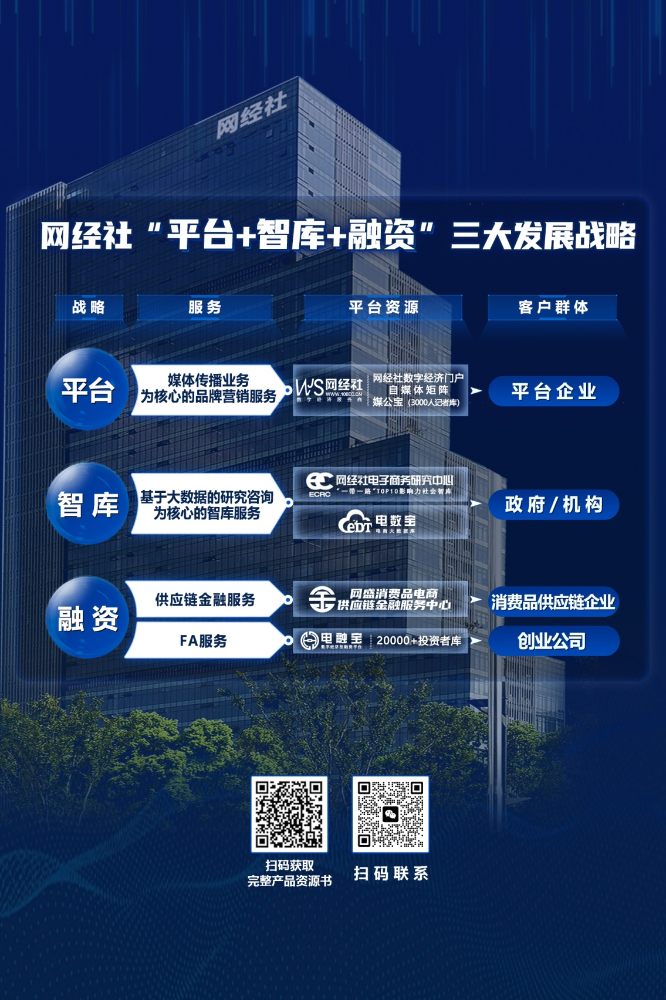 网经社
网经社“平台+智库+融资”三大发展战略
战略 服务 平台资源 客户群体
平台
媒体传播业务
为核心的品牌营销服务
WS 网经社
WWW.100EC.CN
数字经济服务商
网经社数字经济门户
自媒体矩阵
媒公宝（3000人记者库）
平台企业
智库
基于大数据的研究咨询
为核心的智库服务
EC 网经社电子商务研究中心
ECRC “一带一路”TOP10影响力社会智库
eDT 电数宝
电商大数据库
政府/机构
融资
供应链金融服务
网盛消费品电商
供应链金融服务中心
消费品供应链企业
FA服务
电融宝
数字经济投融资平台
20000+投资者库
创业公司
扫码获取
完整产品资源书
扫码联系